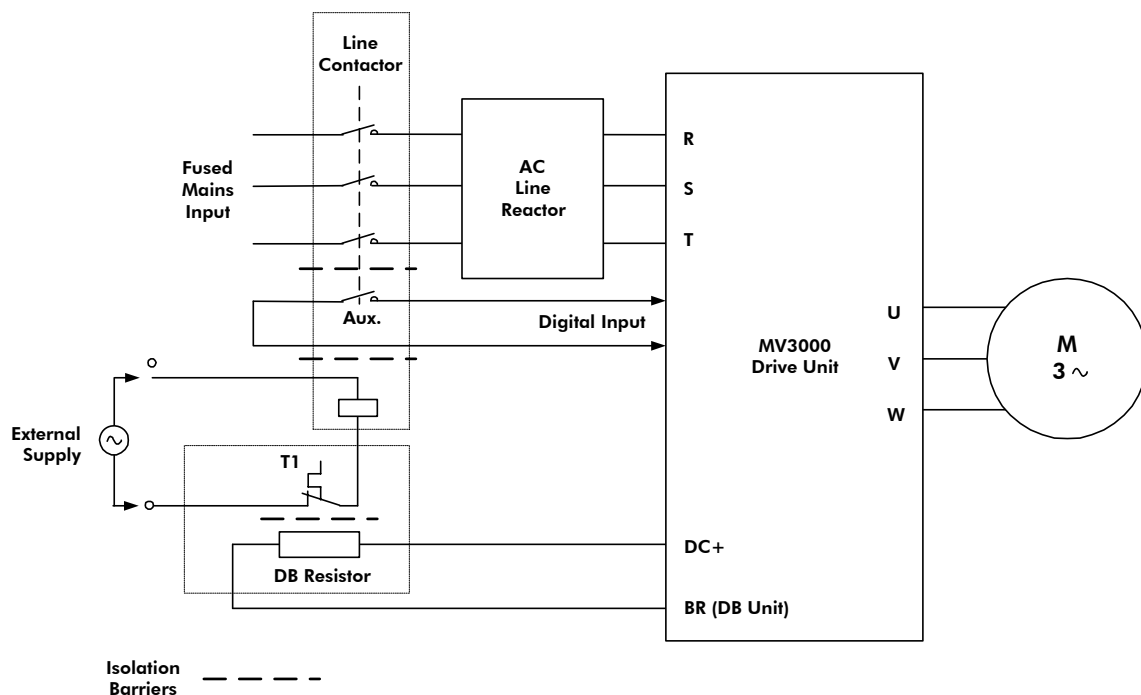 Line
Contactor
Fused
Mains
Input
AC
Line
Reactor
R
S
T
Aux.
Digital Input
MV3000
Drive Unit
U
V
W
M
3 ~
External
Supply
T1
DB Resistor
DC+
BR (DB Unit)
Isolation
Barriers